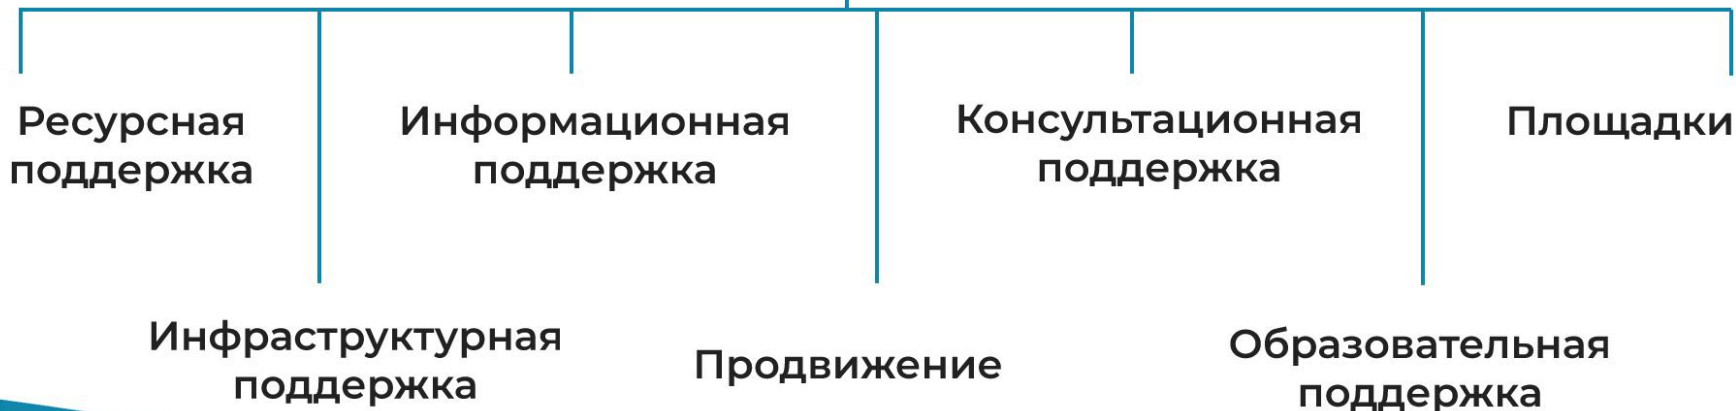 Ресурсная
поддержка
Информационная
поддержка
Консультационная
поддержка
Площадки
Инфраструктурная
поддержка
Продвижение
Образовательная
поддержка